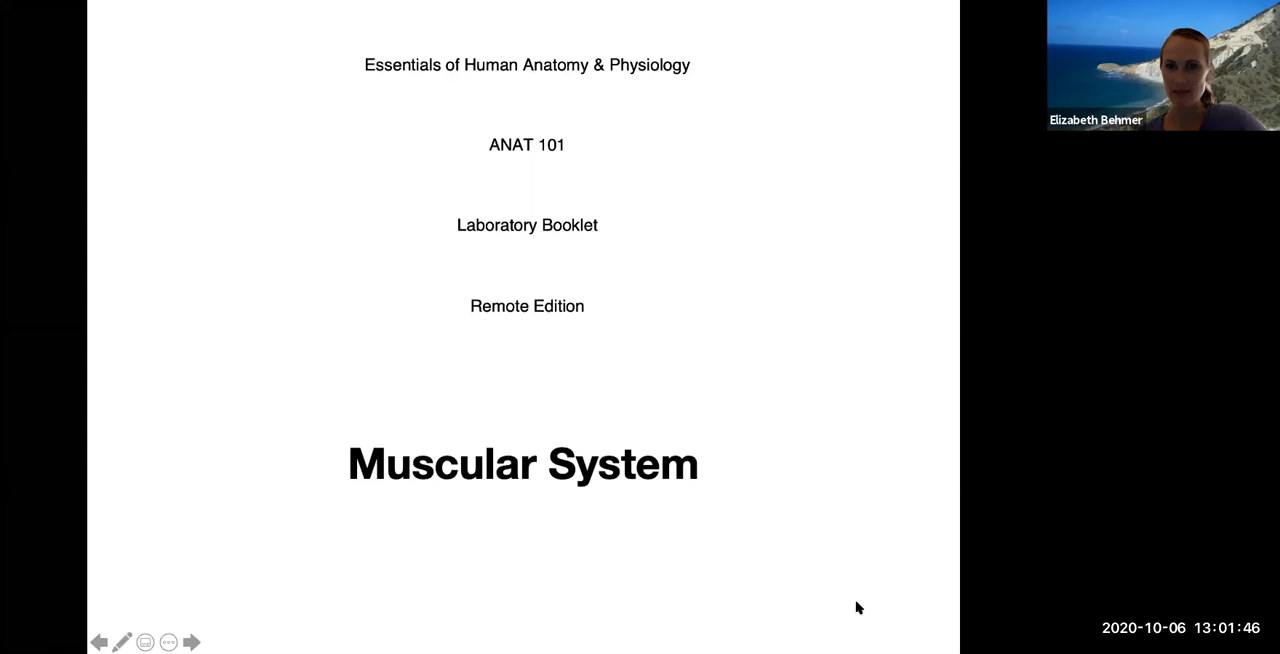 Essentials of Human Anatomy & Physiology
ANAT 101
Laboratory Booklet
Remote Edition
Muscular System
Elizabeth Behmer
2020-10-06 13:01:46